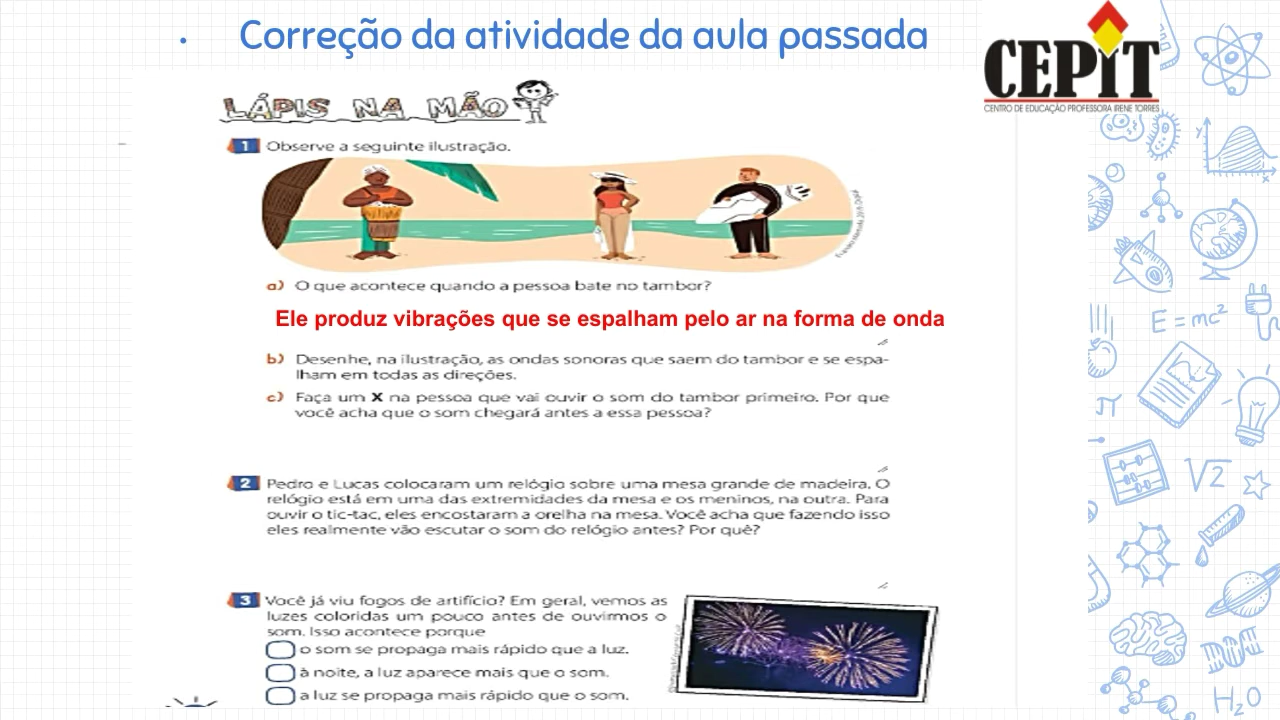 • Correção da atividade da aula passada
CEPIT
CENTRO DE EDUCAÇÃO PROFESSORA IRENE TORRES
LÁPIS NA MÃO
1 Observe a seguinte ilustração.
a) O que acontece quando a pessoa bate no tambor?
Ele produz vibrações que se espalham pelo ar na forma de onda
b) Desenhe, na ilustração, as ondas sonoras que saem do tambor e se espa-
lham em todas as direções.
c) Faça um X na pessoa que vai ouvir o som do tambor primeiro. Por que
você acha que o som chegará antes a essa pessoa?
2 Pedro e Lucas colocaram um relógio sobre uma mesa grande de madeira. O
relógio está em uma das extremidades da mesa e os meninos, na outra. Para
ouvir o tic-tac, eles encostaram a orelha na mesa. Você acha que fazendo isso
eles realmente vão escutar o som do relógio antes? Por quê?
3 Você já viu fogos de artifício? Em geral, vemos as
luzes coloridas um pouco antes de ouvirmos o
som. Isso acontece porque
o som se propaga mais rápido que a luz.
à noite, a luz aparece mais que o som.
a luz se propaga mais rápido que o som.
y
x
E=mc²
π
√2
H₂O